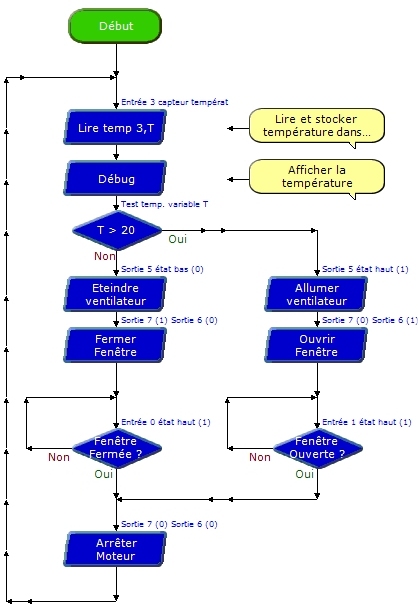 Début
Entrée 3 capteur températ
Lire temp 3,T
Lire et stocker
température dans...
Débug
Afficher la
température
Test temp. variable T
T > 20
Oui
Non
Sortie 5 état bas (0)
Sortie 5 état haut (1)
Eteindre
ventilateur
Allumer
ventilateur
Sortie 7 (1) Sortie 6 (0)
Sortie 7 (0) Sortie 6 (1)
Fermer
Fenêtre
Ouvrir
Fenêtre
Entrée 0 état haut (1)
Entrée 1 état haut (1)
Fenêtre
Fermée ?
Non
Oui
Fenêtre
Ouverte ?
Non
Oui
Sortie 7 (0) Sortie 6 (0)
Arrêter
Moteur